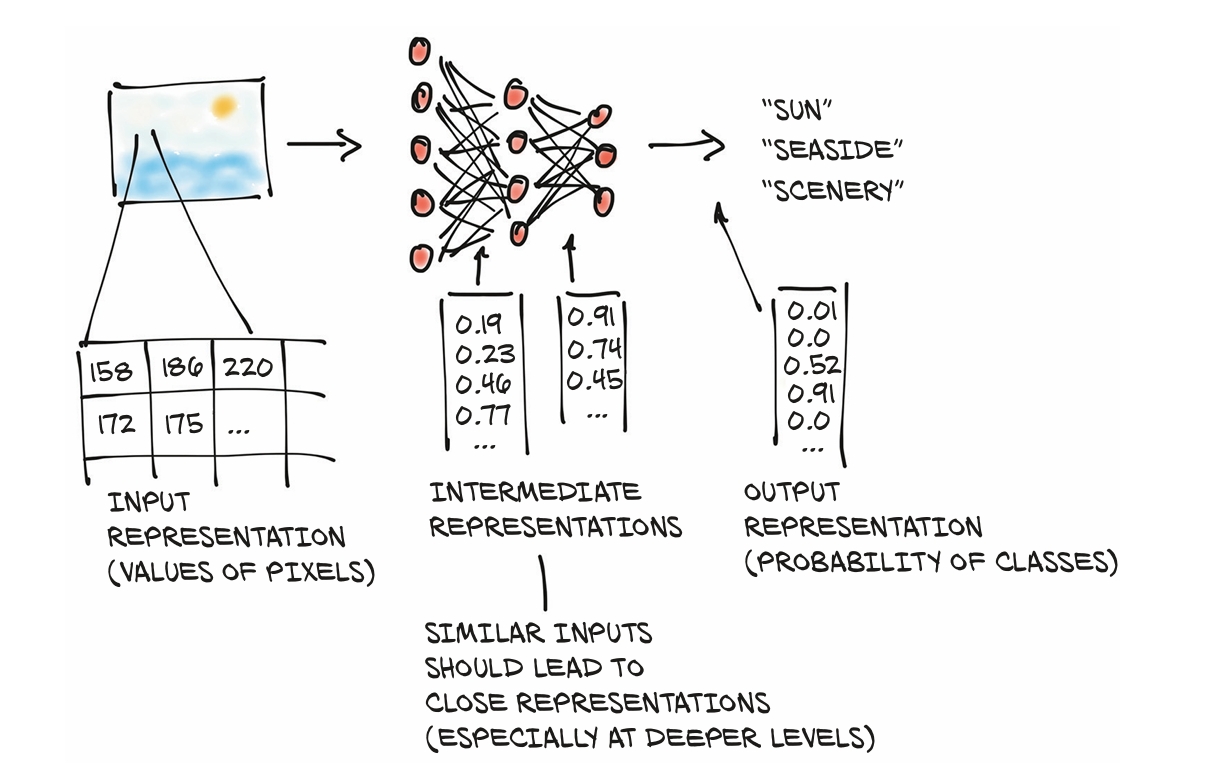 "SUN"
"SEASIDE"
"SCENERY"
158 186 220
172 175 ...
0.19
0.23
0.46
0.77
...
0.91
0.74
0.45
...
0.01
0.0
0.52
0.91
0.0
...
INPUT
REPRESENTATION
(VALUES OF PIXELS)
INTERMEDIATE
REPRESENTATIONS
OUTPUT
REPRESENTATION
(PROBABILITY OF CLASSES)
SIMILAR INPUTS
SHOULD LEAD TO
CLOSE REPRESENTATIONS
(ESPECIALLY AT DEEPER LEVELS)